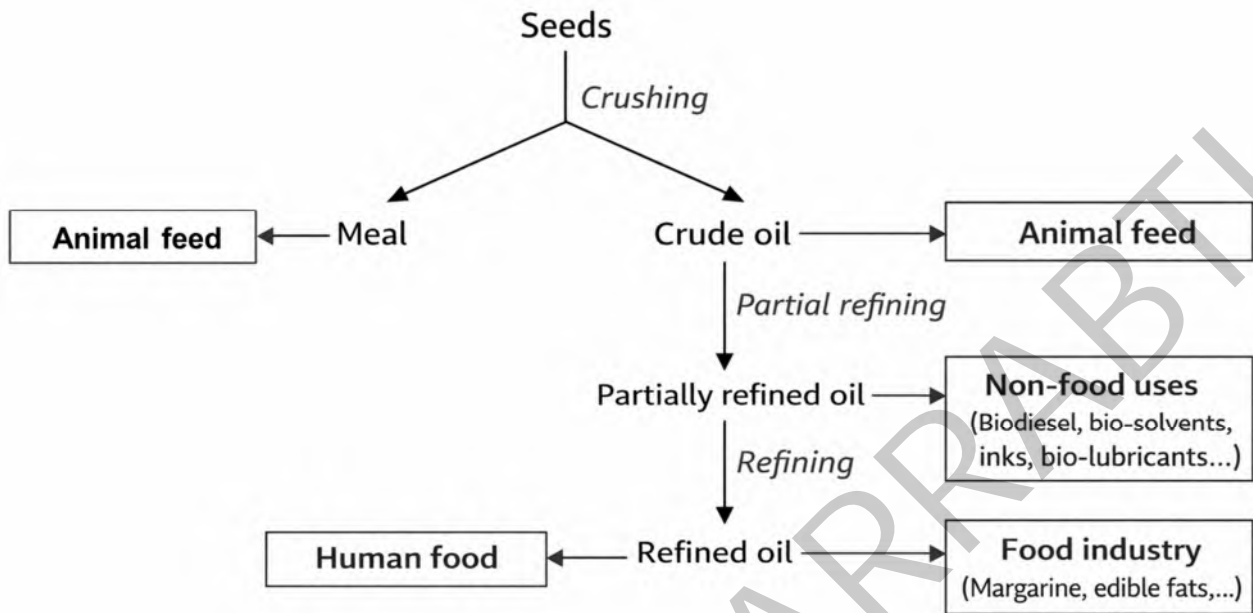 Seeds
Crushing
Animal feed
Meal
Crude oil
Animal feed
Partial refining
Partially refined oil
Non-food uses
(Biodiesel, bio-solvents,
inks, bio-lubricants...)
Refining
Human food
Refined oil
Food industry
(Margarine, edible fats,...)
ARRABTI